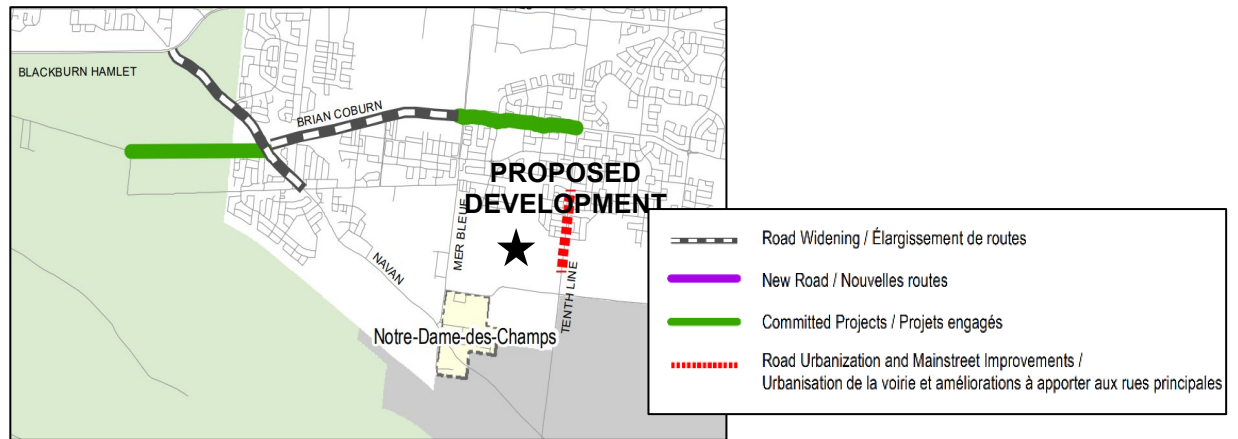 BLACKBURN HAMLET
BRIAN COBURN
PROPOSED
DEVELOPMENT
MER BLEUE
NAVAN
TENTH LINE
Notre-Dame-des-Champs
Road Widening / Élargissement de routes
New Road / Nouvelles routes
Committed Projects / Projets engagés
Road Urbanization and Mainstreet Improvements /
Urbanisation de la voirie et améliorations à apporter aux rues principales